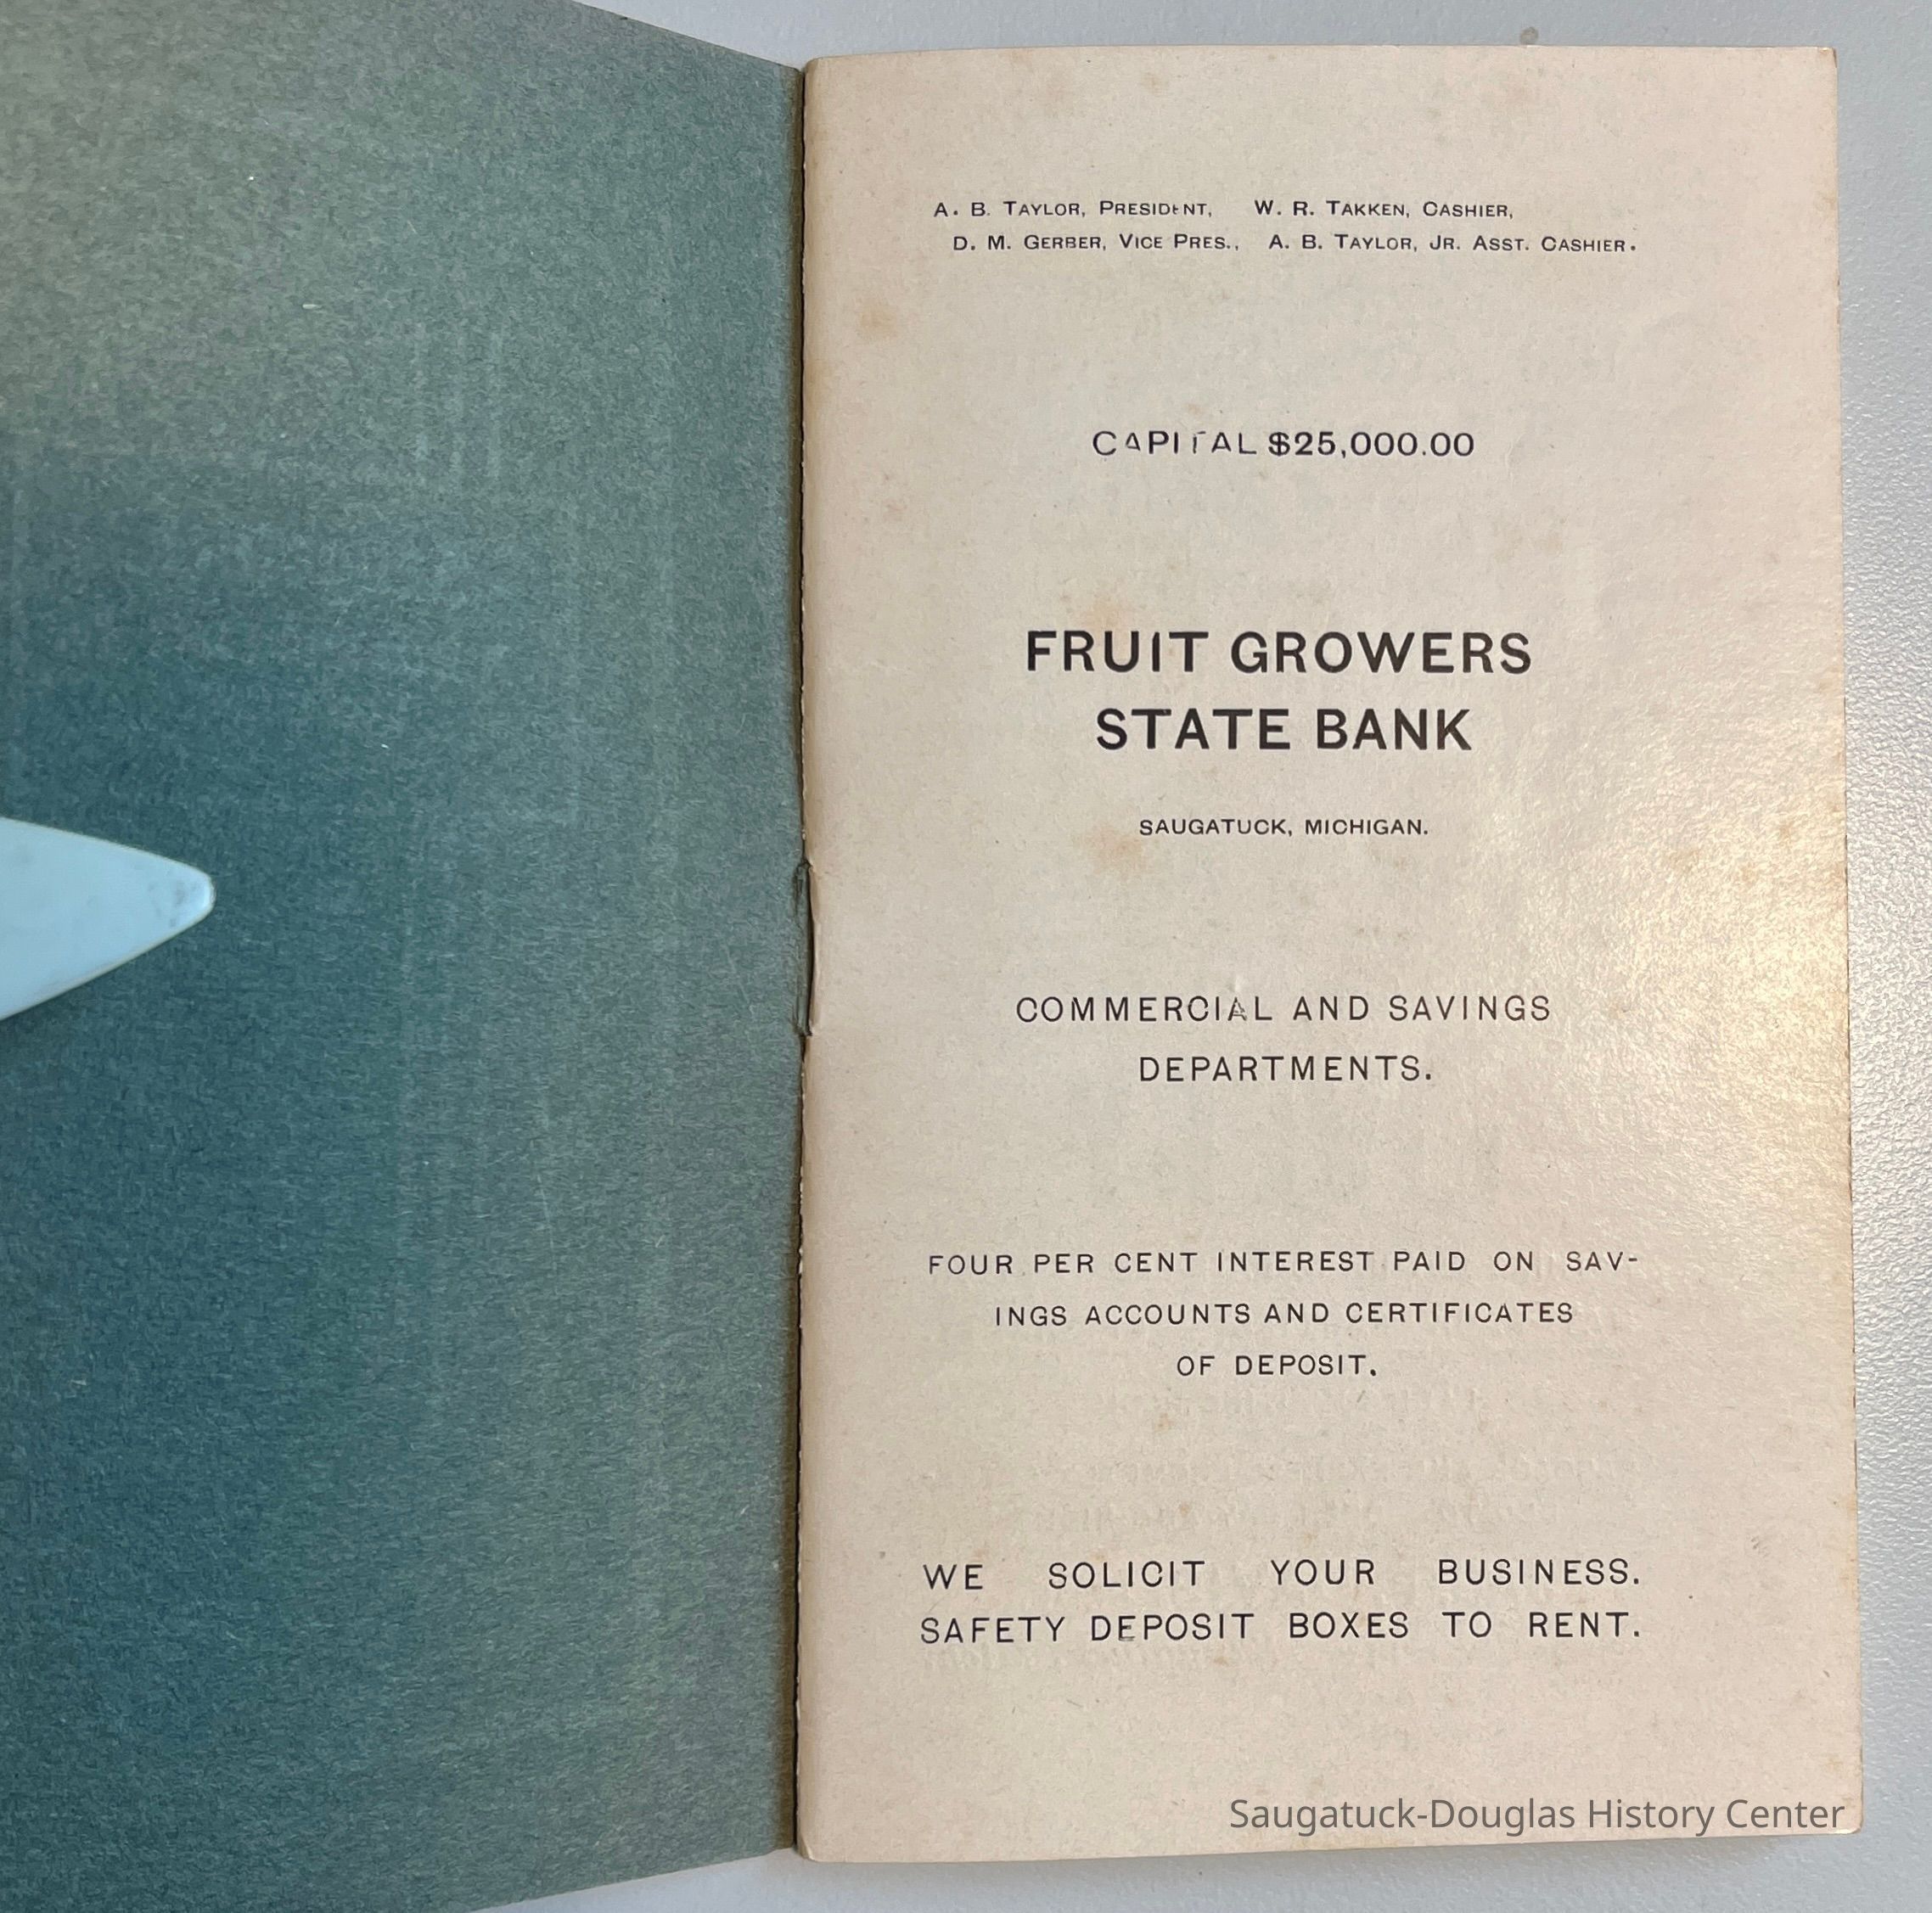 A. B. TAYLOR, PRESIDENT, W. R. TAKKEN, CASHIER,
D. M. GERBER, VICE PRES., A. B. TAYLOR, JR. ASST. CASHIER.
CAPITAL $25,000.00
FRUIT GROWERS
STATE BANK
SAUGATUCK, MICHIGAN.
COMMERCIAL AND SAVINGS
DEPARTMENTS.
FOUR PER CENT INTEREST PAID ON SAV-
INGS ACCOUNTS AND CERTIFICATES
OF DEPOSIT.
WE SOLICIT YOUR BUSINESS.
SAFETY DEPOSIT BOXES TO RENT.
Saugatuck-Douglas History Center